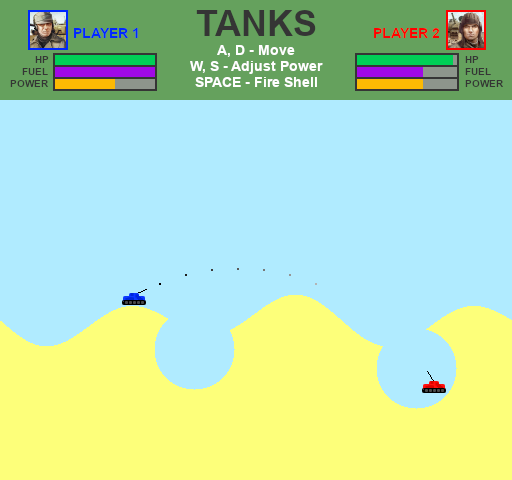 TANKS
PLAYER 1
PLAYER 2
A, D - Move
W, S - Adjust Power
SPACE - Fire Shell
HP
FUEL
POWER
HP
FUEL
POWER